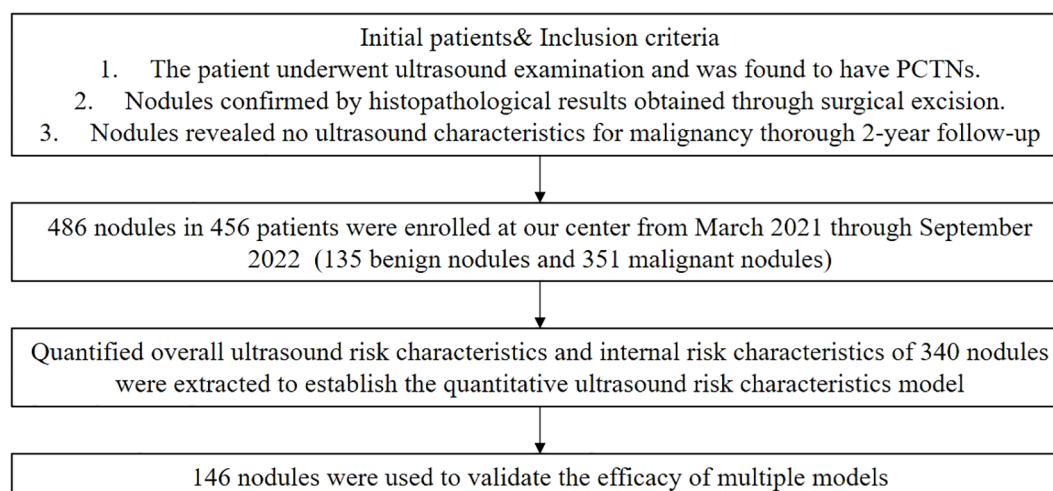 Initial patients& Inclusion criteria
1. The patient underwent ultrasound examination and was found to have PCTNs.
2. Nodules confirmed by histopathological results obtained through surgical excision.
3. Nodules revealed no ultrasound characteristics for malignancy thorough 2-year follow-up
486 nodules in 456 patients were enrolled at our center from March 2021 through September
2022 (135 benign nodules and 351 malignant nodules)
Quantified overall ultrasound risk characteristics and internal risk characteristics of 340 nodules
were extracted to establish the quantitative ultrasound risk characteristics model
146 nodules were used to validate the efficacy of multiple models